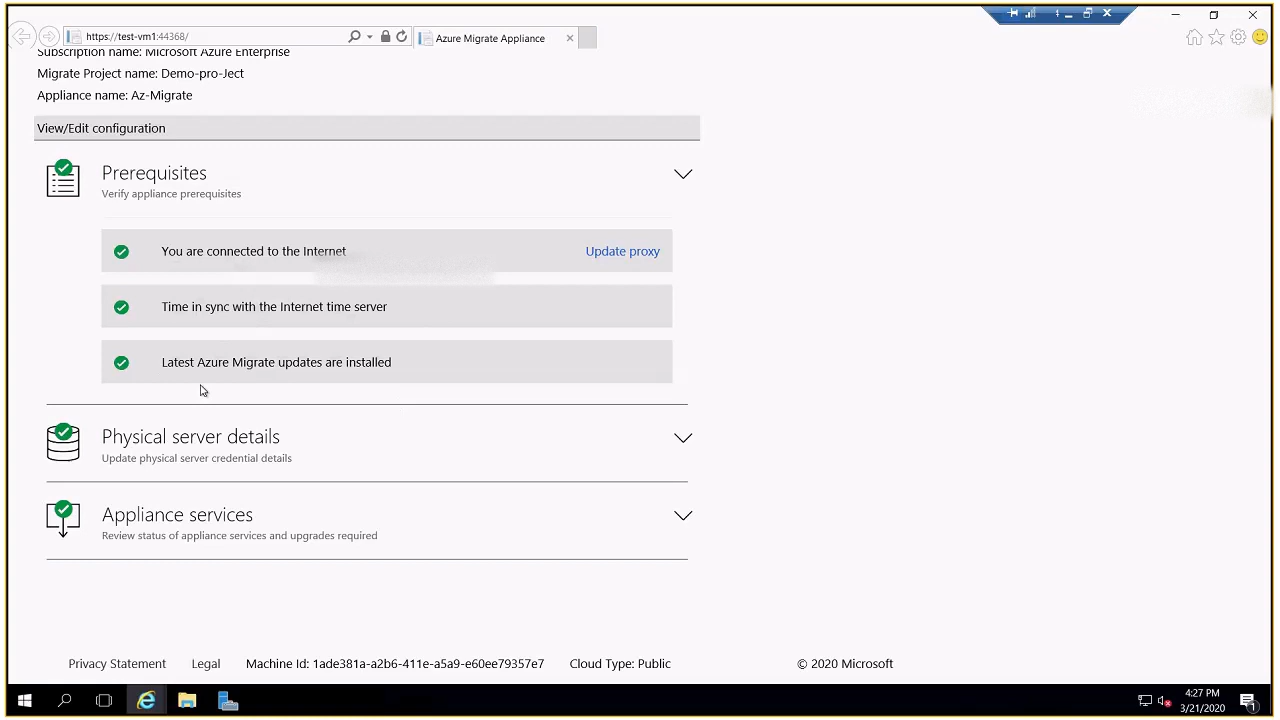 https://test-vm1:44368/
Azure Migrate Appliance
Subscription name: Microsoft Azure Enterprise
Migrate Project name: Demo-pro-Ject
Appliance name: Az-Migrate
View/Edit configuration
Prerequisites
Verify appliance prerequisites
You are connected to the Internet
Update proxy
Time in sync with the Internet time server
Latest Azure Migrate updates are installed
Physical server details
Update physical server credential details
Appliance services
Review status of appliance services and upgrades required
Privacy Statement Legal Machine Id: 1ade381a-a2b6-411e-a5a9-e60ee79357e7 Cloud Type: Public © 2020 Microsoft
4:27 PM
3/21/2020
1